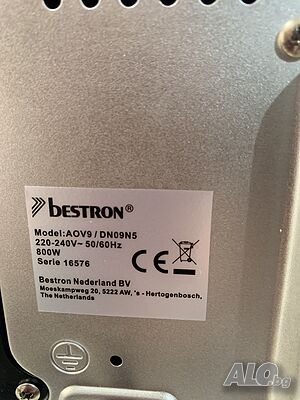 BESTRON®
Model:AOV9 / DN09N5
220-240V~ 50/60Hz
800W
Serie 16576
CE
Bestron Nederland BV
Moeskampweg 20, 5222 AW, 's - Hertogenbosch,
The Netherlands
ALO.bg